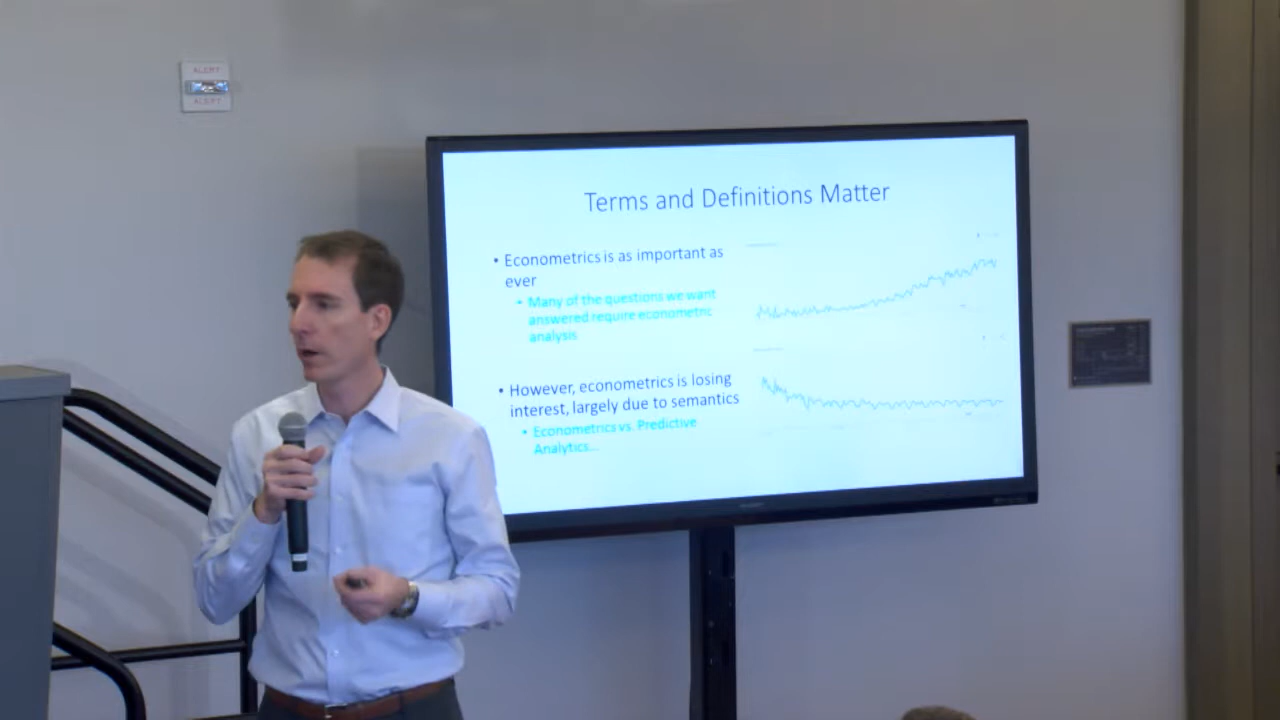 ALERT
ALERT
Terms and Definitions Matter
• Econometrics is as important as
ever
• Many of the questions we want
answered require econometric
analysis
• However, econometrics is losing
interest, largely due to semantics
• Econometrics vs. Predictive
Analytics...